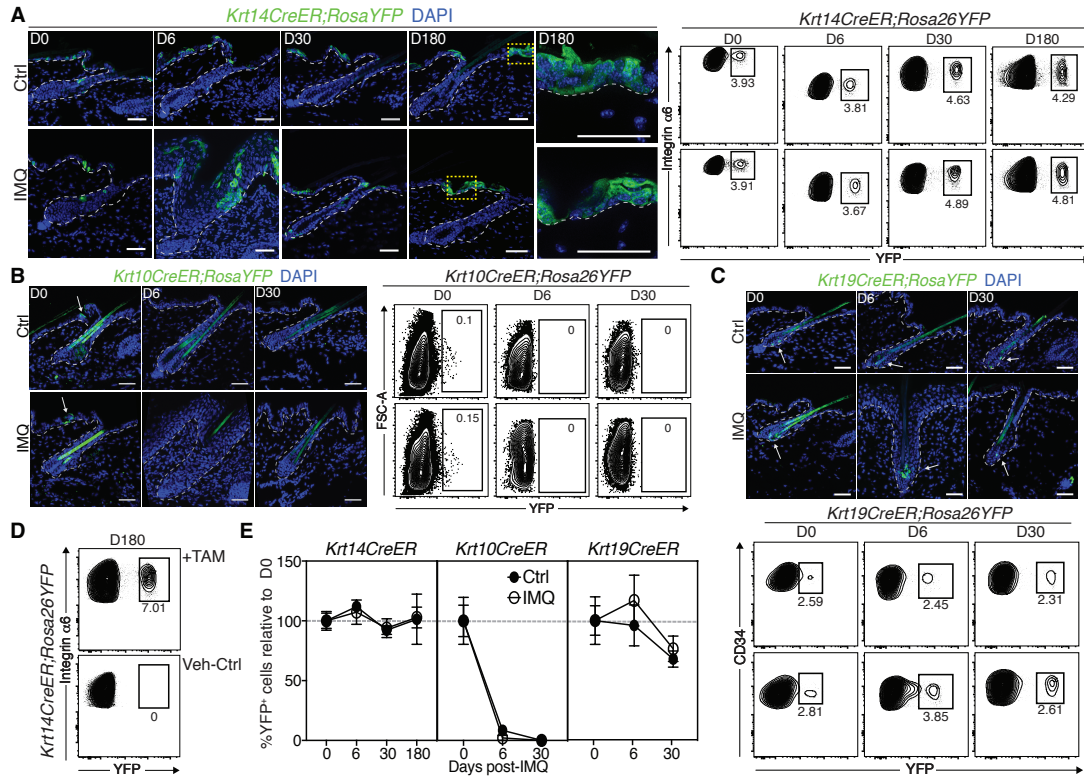 A
Krt14CreER;RosaYFP DAPI
D0 D6 D30 D180 D180
Ctrl
IMQ
Krt14CreER;Rosa26YFP
D0 D6 D30 D180
3.93 3.81 4.63 4.29
3.91 3.67 4.89 4.81
Integrin α6
YFP
B
Krt10CreER;RosaYFP DAPI
D0 D6 D30
Ctrl
IMQ
Krt10CreER;Rosa26YFP
D0 D6 D30
0.1 0 0
0.15 0 0
FSC-A
YFP
C
Krt19CreER;RosaYFP DAPI
D0 D6 D30
Ctrl
IMQ
Krt19CreER;Rosa26YFP
D0 D6 D30
2.59 2.45 2.31
2.81 3.85 2.61
CD34
YFP
D
Krt14CreER;Rosa26YFP
D180
+TAM
7.01
Veh-Ctrl
0
Integrin α6
YFP
E
Krt14CreER Krt10CreER Krt19CreER
Ctrl
IMQ
%YFP+ cells relative to D0
150
100
50
0
0 6 30 180 0 6 30 0 6 30
Days post-IMQ